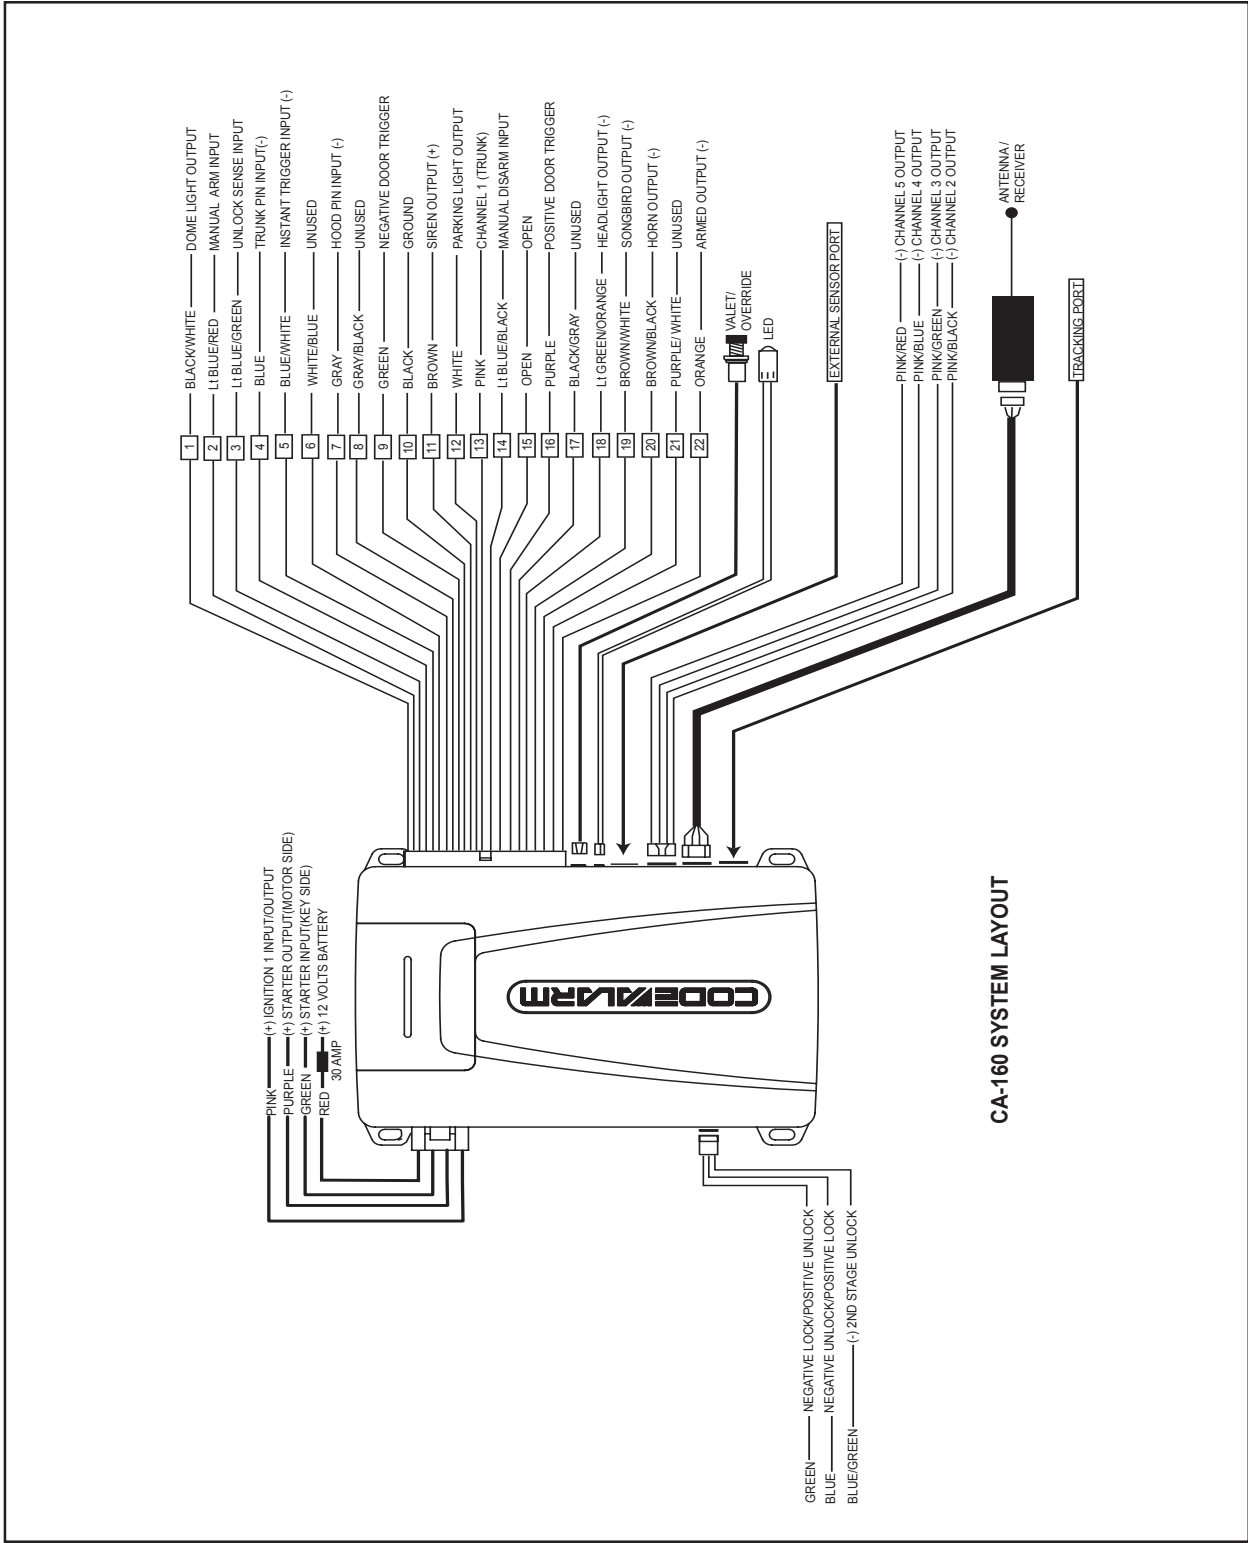 1 BLACK/WHITE DOME LIGHT OUTPUT
2 Lt BLUE/RED MANUAL ARM INPUT
3 Lt BLUE/GREEN UNLOCK SENSE INPUT
4 BLUE TRUNK PIN INPUT(-)
5 BLUE/WHITE INSTANT TRIGGER INPUT (-)
6 WHITE/BLUE UNUSED
7 GRAY HOOD PIN INPUT (-)
8 GRAY/BLACK UNUSED
9 GREEN NEGATIVE DOOR TRIGGER
10 BLACK GROUND
11 BROWN SIREN OUTPUT (+)
12 WHITE PARKING LIGHT OUTPUT
13 PINK CHANNEL 1 (TRUNK)
14 Lt BLUE/BLACK MANUAL DISARM INPUT
15 OPEN OPEN
16 PURPLE POSITIVE DOOR TRIGGER
17 BLACK/GRAY UNUSED
18 Lt GREEN/ORANGE HEADLIGHT OUTPUT (-)
19 BROWN/WHITE SONGBIRD OUTPUT (-)
20 BROWN/BLACK HORN OUTPUT (-)
21 PURPLE/ WHITE UNUSED
22 ORANGE ARMED OUTPUT (-)
VALET/
OVERRIDE
LED
EXTERNAL SENSOR PORT
PINK/RED (-) CHANNEL 5 OUTPUT
PINK/BLUE (-) CHANNEL 4 OUTPUT
PINK/GREEN (-) CHANNEL 3 OUTPUT
PINK/BLACK (-) CHANNEL 2 OUTPUT
ANTENNA /
RECEIVER
TRACKING PORT
PINK (+) IGNITION 1 INPUT/OUTPUT
PURPLE (+) STARTER OUTPUT(MOTOR SIDE)
GREEN (+) STARTER INPUT(KEY SIDE)
RED (+) 12 VOLTS BATTERY
30 AMP
CODE ALARM
CA-160 SYSTEM LAYOUT
GREEN NEGATIVE LOCK/POSITIVE UNLOCK
BLUE NEGATIVE UNLOCK/POSITIVE LOCK
BLUE/GREEN (-) 2ND STAGE UNLOCK